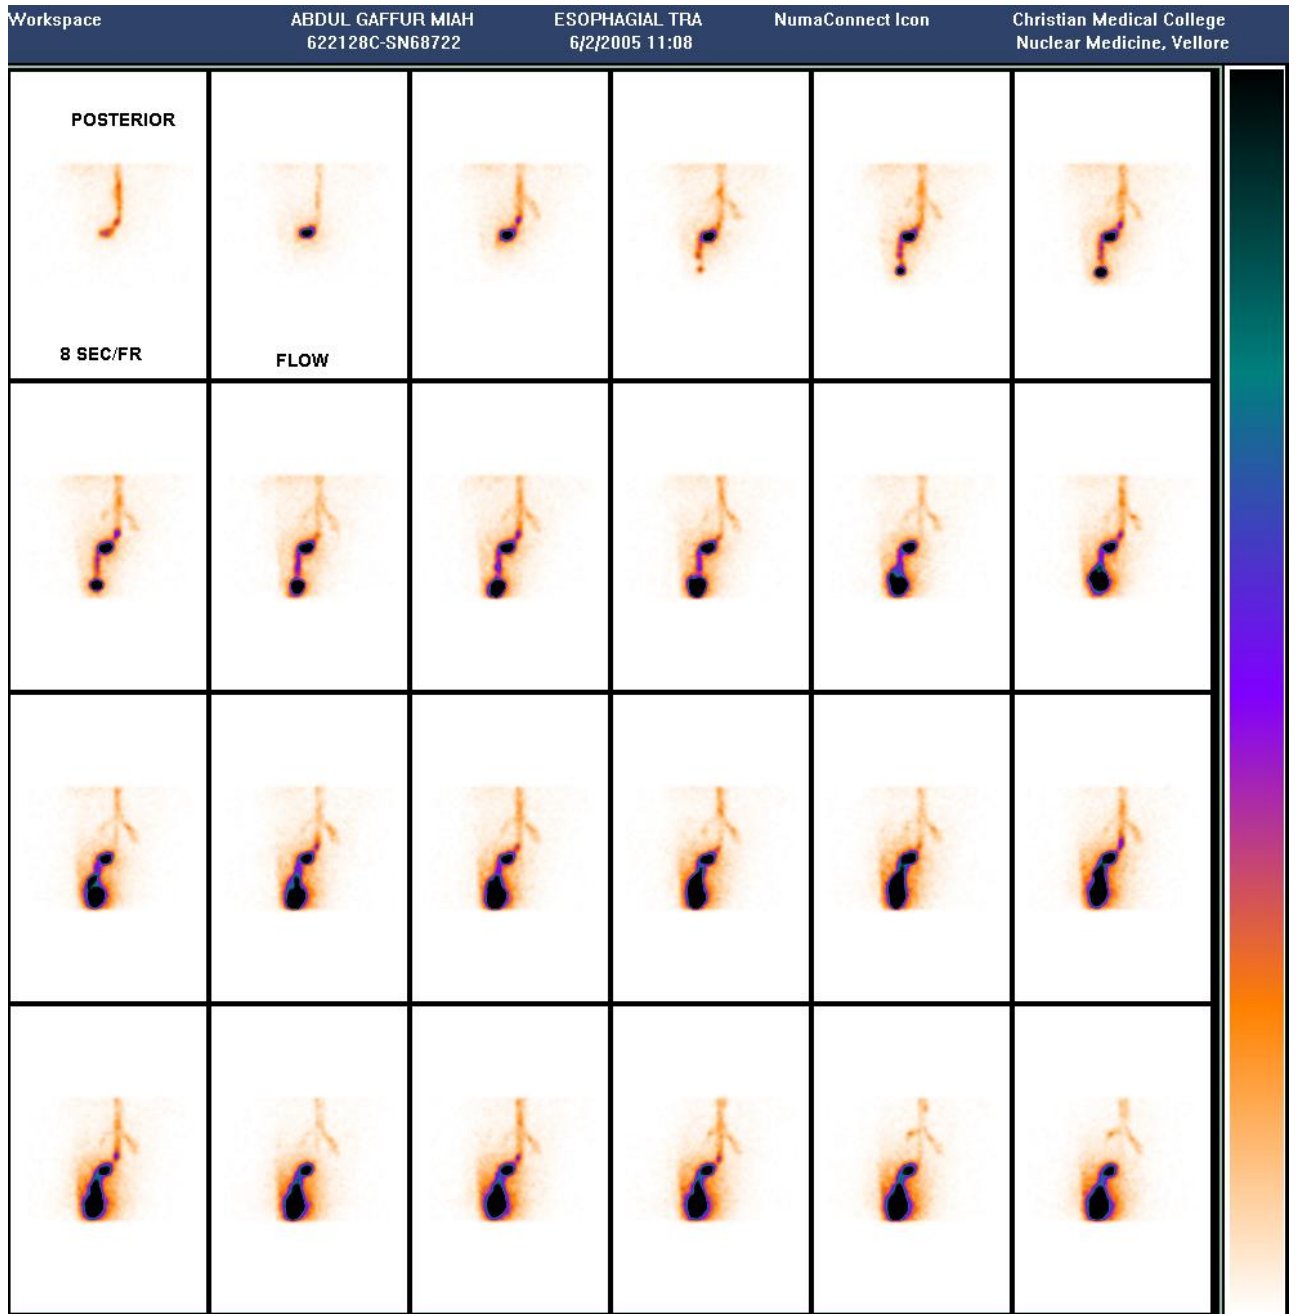 Workspace
ABDUL GAFFUR MIAH
622128C-SN68722
ESOPHAGIAL TRA
6/2/2005 11:08
NumaConnect Icon
Christian Medical College
Nuclear Medicine, Vellore
POSTERIOR
8 SEC/FR
FLOW